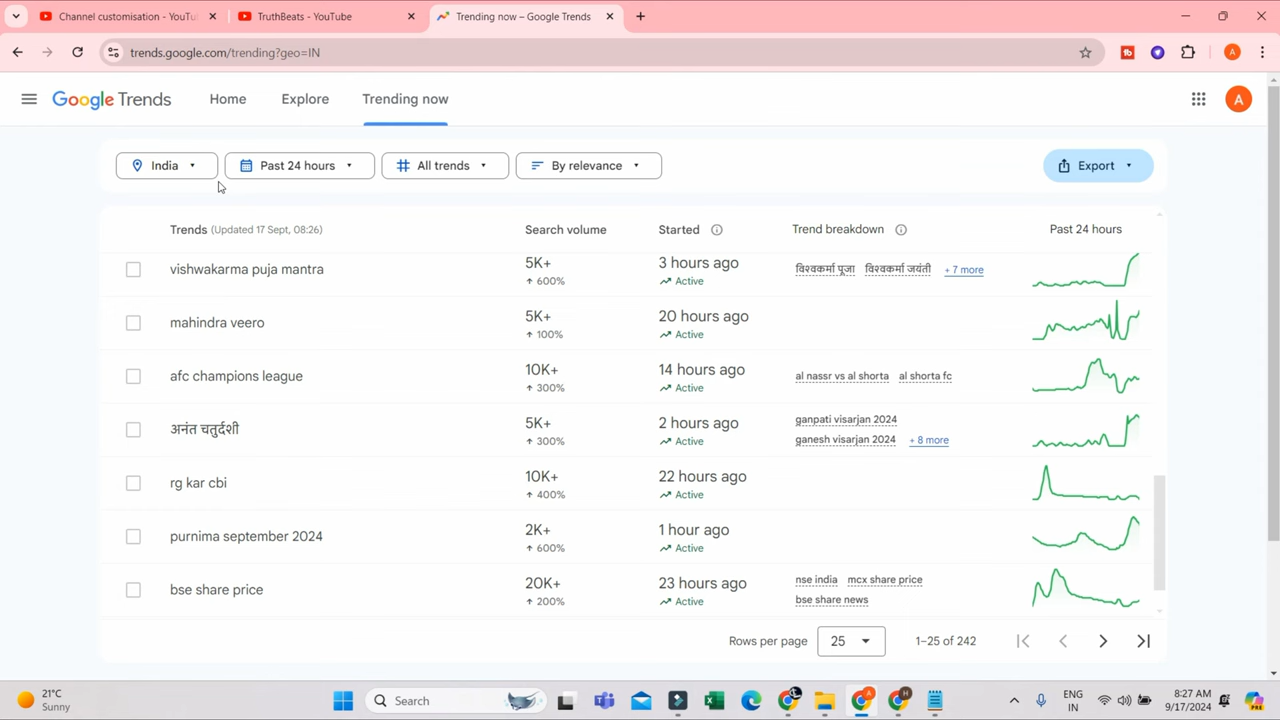 Channel customisation - YouTu
TruthBeats - YouTube
Trending now – Google Trends
trends.google.com/trending?geo=IN
A
Google Trends
Home
Explore
Trending now
A
India
Past 24 hours
All trends
By relevance
Export
Trends (Updated 17 Sept, 08:26)
Search volume
Started
Trend breakdown
Past 24 hours
vishwakarma puja mantra
5K+
600%
3 hours ago
Active
विश्वकर्मा पूजा
विश्वकर्मा जयंती
+ 7 more
mahindra veero
5K+
100%
20 hours ago
Active
afc champions league
10K+
300%
14 hours ago
Active
al nassr vs al shorta
al shorta fc
अनंत चतुर्दशी
5K+
300%
2 hours ago
Active
ganpati visarjan 2024
ganesh visarjan 2024
+ 8 more
rg kar cbi
10K+
400%
22 hours ago
Active
purnima september 2024
2K+
600%
1 hour ago
Active
bse share price
20K+
200%
23 hours ago
Active
nse india
mcx share price
bse share news
Rows per page
25
1–25 of 242
21°C
Sunny
Search
ENG
IN
8:27 AM
9/17/2024